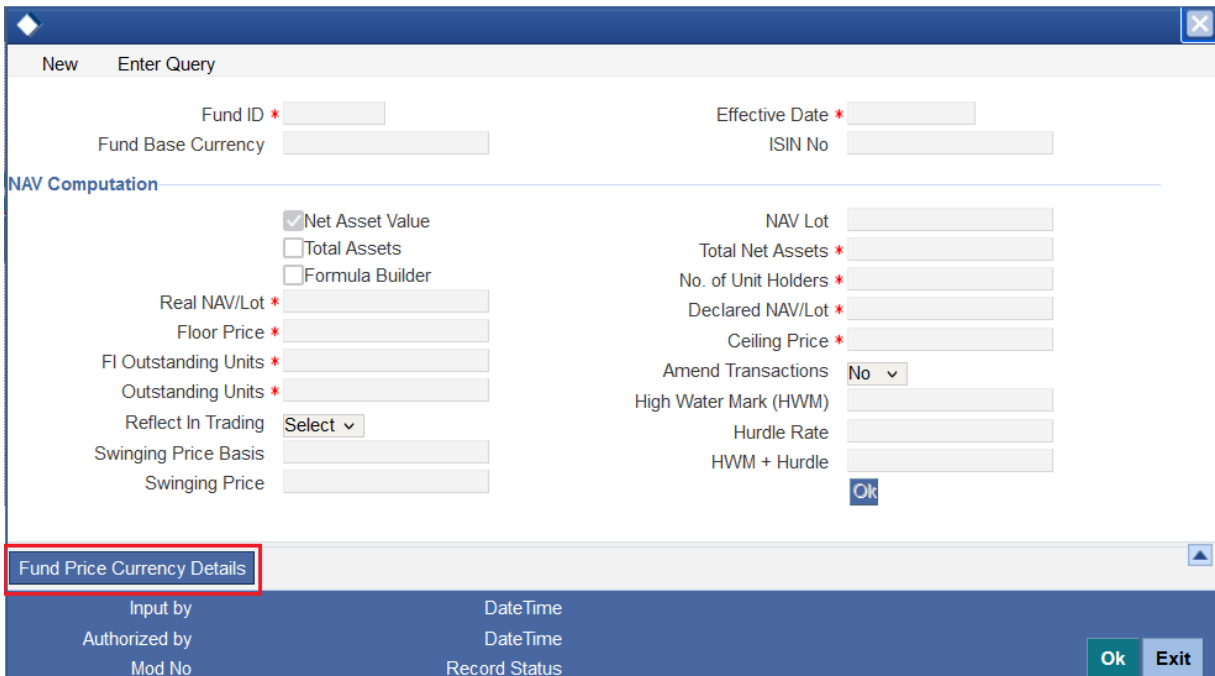 New Enter Query
Fund ID * Effective Date *
Fund Base Currency ISIN No
NAV Computation
Net Asset Value NAV Lot
Total Assets Total Net Assets *
Formula Builder No. of Unit Holders *
Real NAV/Lot * Declared NAV/Lot *
Floor Price * Ceiling Price *
FI Outstanding Units * Amend Transactions No
Outstanding Units * High Water Mark (HWM)
Reflect In Trading Select Hurdle Rate
Swinging Price Basis HWM + Hurdle
Swinging Price Ok
Fund Price Currency Details
Input by DateTime
Authorized by DateTime
Mod No Record Status Ok Exit